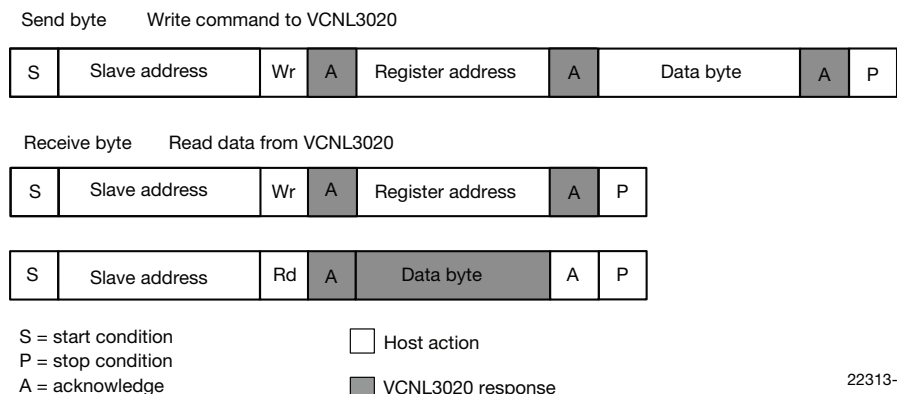 Send byte Write command to VCNL3020
S Slave address Wr A Register address A Data byte A P
Receive byte Read data from VCNL3020
S Slave address Wr A Register address A P
S Slave address Rd A Data byte A P
S = start condition
P = stop condition
A = acknowledge
Host action
VCNL3020 response
22313-